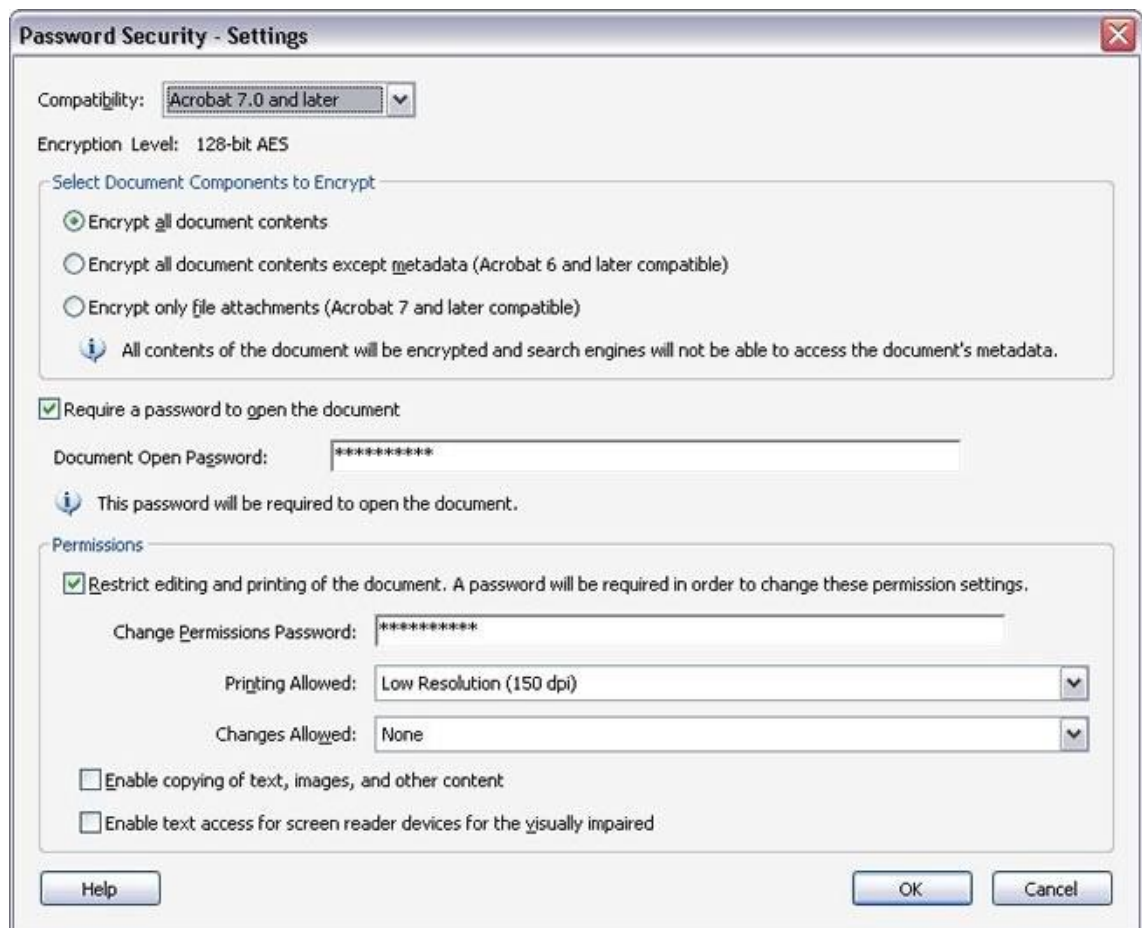 Password Security - Settings
Compatibility: Acrobat 7.0 and later
Encryption Level: 128-bit AES
Select Document Components to Encrypt
Encrypt all document contents
Encrypt all document contents except metadata (Acrobat 6 and later compatible)
Encrypt only file attachments (Acrobat 7 and later compatible)
All contents of the document will be encrypted and search engines will not be able to access the document's metadata.
Require a password to open the document
Document Open Password: **********
This password will be required to open the document.
Permissions
Restrict editing and printing of the document. A password will be required in order to change these permission settings.
Change Permissions Password: **********
Printing Allowed: Low Resolution (150 dpi)
Changes Allowed: None
Enable copying of text, images, and other content
Enable text access for screen reader devices for the visually impaired
Help OK Cancel